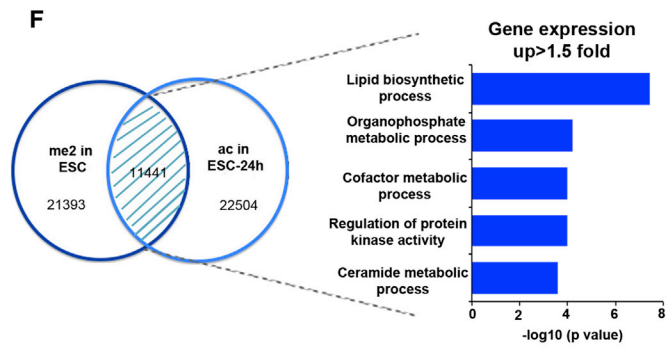 F
Gene expression
up>1.5 fold
me2 in
ESC
21393
11441
ac in
ESC-24h
22504
Lipid biosynthetic
process
Organophosphate
metabolic process
Cofactor metabolic
process
Regulation of protein
kinase activity
Ceramide metabolic
process
0 2 4 6 8
-log10 (p value)